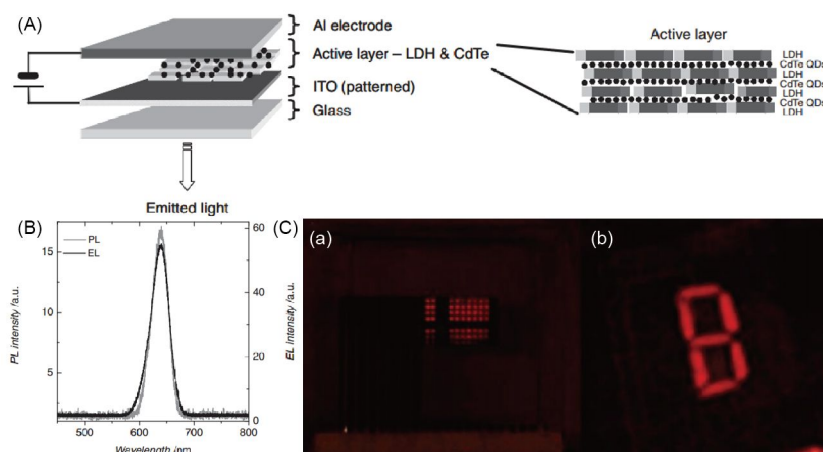 (A)
Al electrode
Active layer – LDH & CdTe
ITO (patterned)
Glass
Active layer
LDH
CdTe QDs
LDH
CdTe QDs
LDH
CdTe QDs
LDH
Emitted light
(B)
PL
EL
PL intensity /a.u.
15
10
5
60
40
20
0
EL intensity /a.u.
500
600
700
800
Wavelength /nm
(C)
(a)
(b)
8